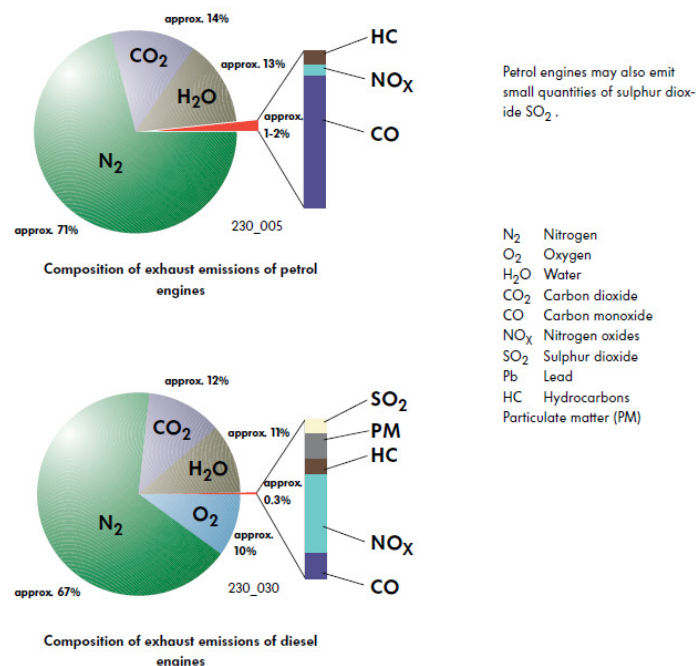 approx. 14%
CO2
approx. 13%
H2O
approx.
1-2%
N2
approx. 71%
HC
NOX
CO
230_005
Composition of exhaust emissions of petrol
engines
Petrol engines may also emit
small quantities of sulphur diox-
ide SO2 .
N2 Nitrogen
O2 Oxygen
H2O Water
CO2 Carbon dioxide
CO Carbon monoxide
NOX Nitrogen oxides
SO2 Sulphur dioxide
Pb Lead
HC Hydrocarbons
Particulate matter (PM)
approx. 12%
CO2
approx. 11%
H2O
approx.
0.3%
O2
approx.
10%
N2
approx. 67%
SO2
PM
HC
NOX
CO
230_030
Composition of exhaust emissions of diesel
engines